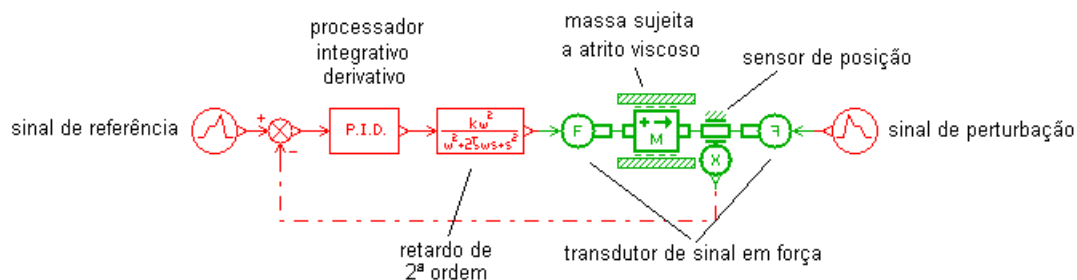 processador
integrativo
derivativo
massa sujeita
a atrito viscoso
sensor de posição
sinal de referência
+
−
P.I.D.
kω²
ω²+2ζωs+s²
F
+ →
M
X
F
sinal de perturbação
retardo de
2ª ordem
transdutor de sinal em força